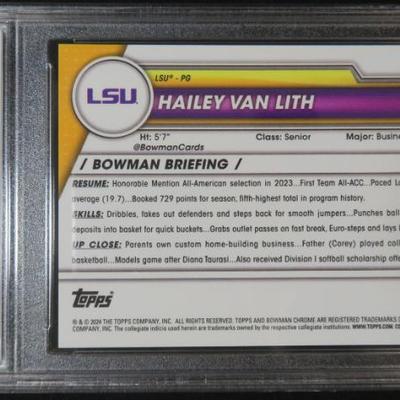 LSU® - PG
LSU
HAILEY VAN LITH
Ht: 5'7" Class: Senior Major: Busine
@BowmanCards
/ BOWMAN BRIEFING /
RESUME: Honorable Mention All-American selection in 2023...First Team All-ACC...Paced Lo
average (19.7)...Booked 729 points for season, fifth-highest total in program history.
SKILLS: Dribbles, fakes out defenders and steps back for smooth jumpers...Punches ball
deposits into basket for quick buckets...Grabs outlet passes on fast break, Euro-steps and lays
UP CLOSE: Parents own custom home-building business...Father (Corey) played colle
basketball...Models game after Diana Taurasi...Also received Division I softball scholarship offe
Topps
® & © 2024 THE TOPPS COMPANY, INC. ALL RIGHTS RESERVED. TOPPS AND BOWMAN CHROME ARE REGISTERED TRADEMARKS O
COMPANY, INC. The collegiate indicia used herein are trademarks owned by the respective collegiate institutions. WWW.TOPPS.COM. CO